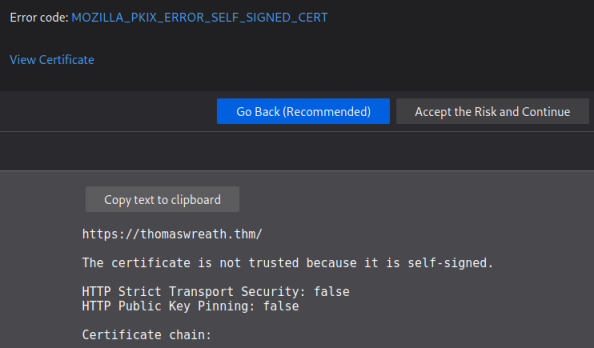 Error code: MOZILLA_PKIX_ERROR_SELF_SIGNED_CERT
View Certificate
Go Back (Recommended)
Accept the Risk and Continue
Copy text to clipboard
https://thomaswreath.thm/
The certificate is not trusted because it is self-signed.
HTTP Strict Transport Security: false
HTTP Public Key Pinning: false
Certificate chain: